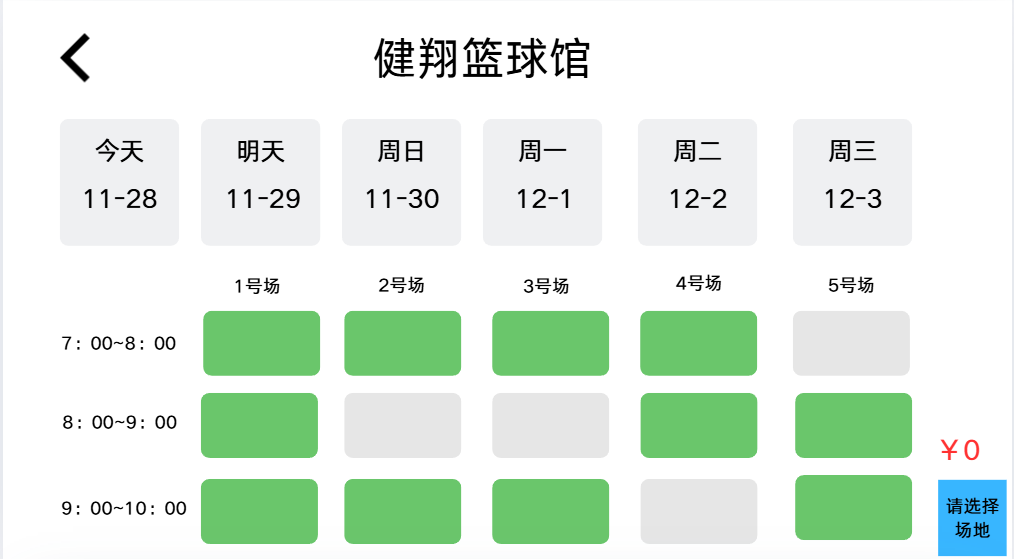 健翔篮球馆
今天 明天 周日 周一 周二 周三
11-28 11-29 11-30 12-1 12-2 12-3
1号场 2号场 3号场 4号场 5号场
7：00~8：00
8：00~9：00
￥0
9：00~10：00
请选择
场地